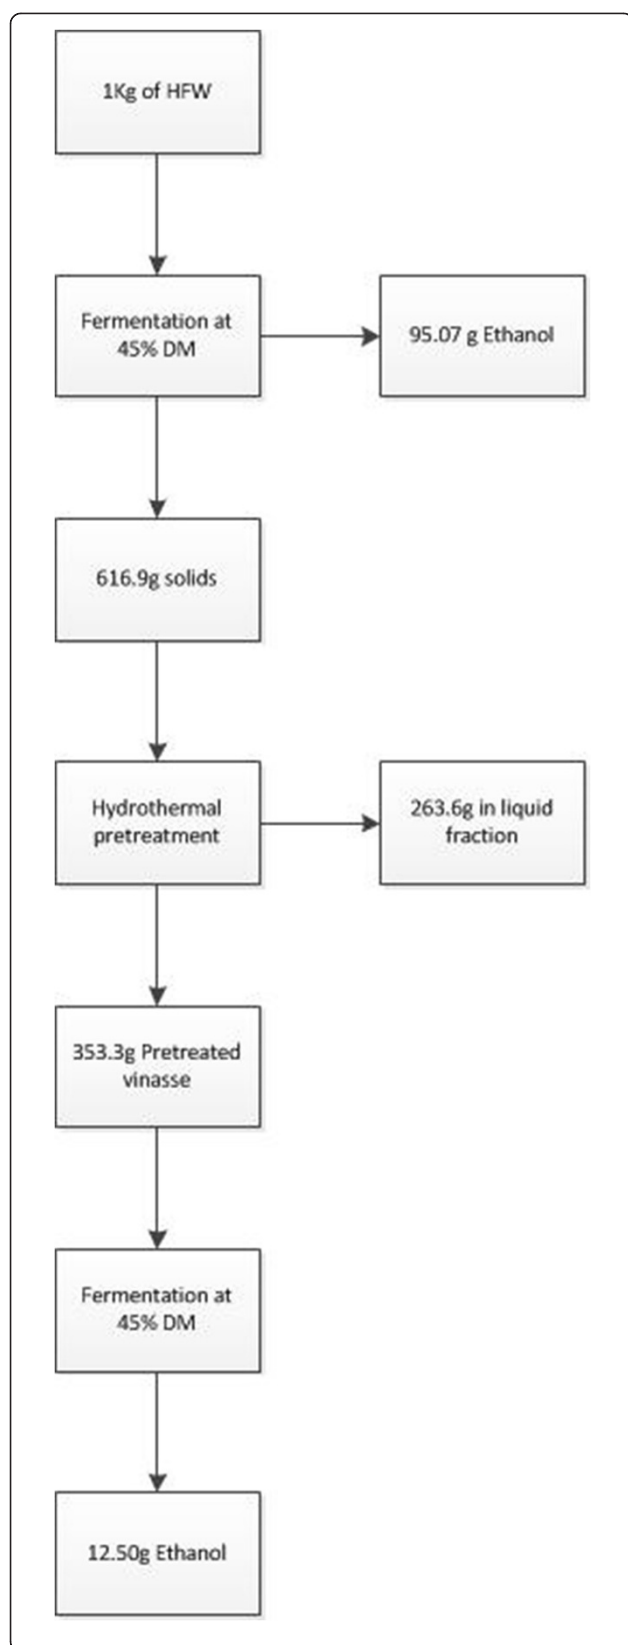 1Kg of HFW
Fermentation at
45% DM
95.07 g Ethanol
616.9g solids
Hydrothermal
pretreatment
263.6g in liquid
fraction
353.3g Pretreated
vinasse
Fermentation at
45% DM
12.50g Ethanol